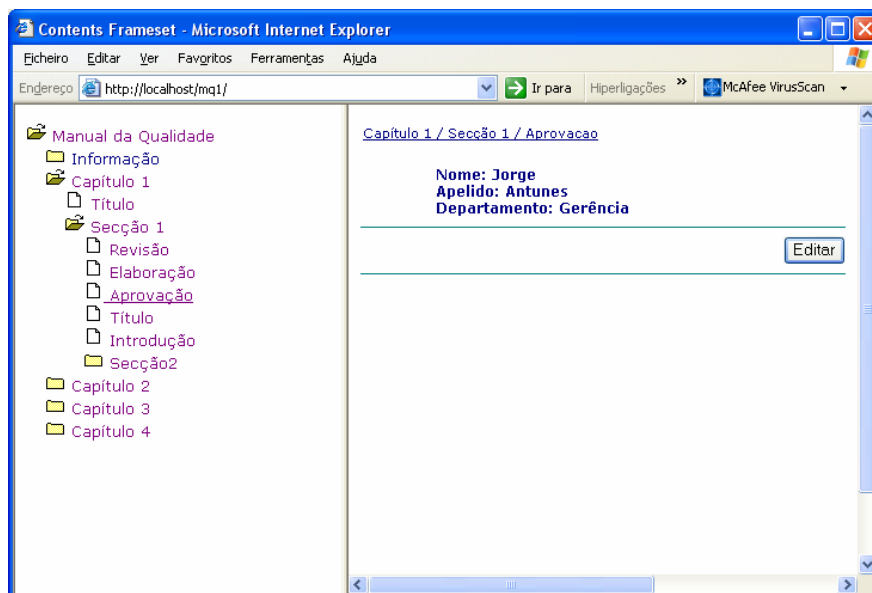 Contents Frameset - Microsoft Internet Explorer
Ficheiro Editar Ver Favoritos Ferramentas Ajuda
Endereço http://localhost/mq1/ Ir para Hiperligações » McAfee VirusScan
Manual da Qualidade
Informação
Capítulo 1
Título
Secção 1
Revisão
Elaboração
Aprovação
Título
Introdução
Secção2
Capítulo 2
Capítulo 3
Capítulo 4
Capítulo 1 / Secção 1 / Aprovacao
Nome: Jorge
Apelido: Antunes
Departamento: Gerência
Editar